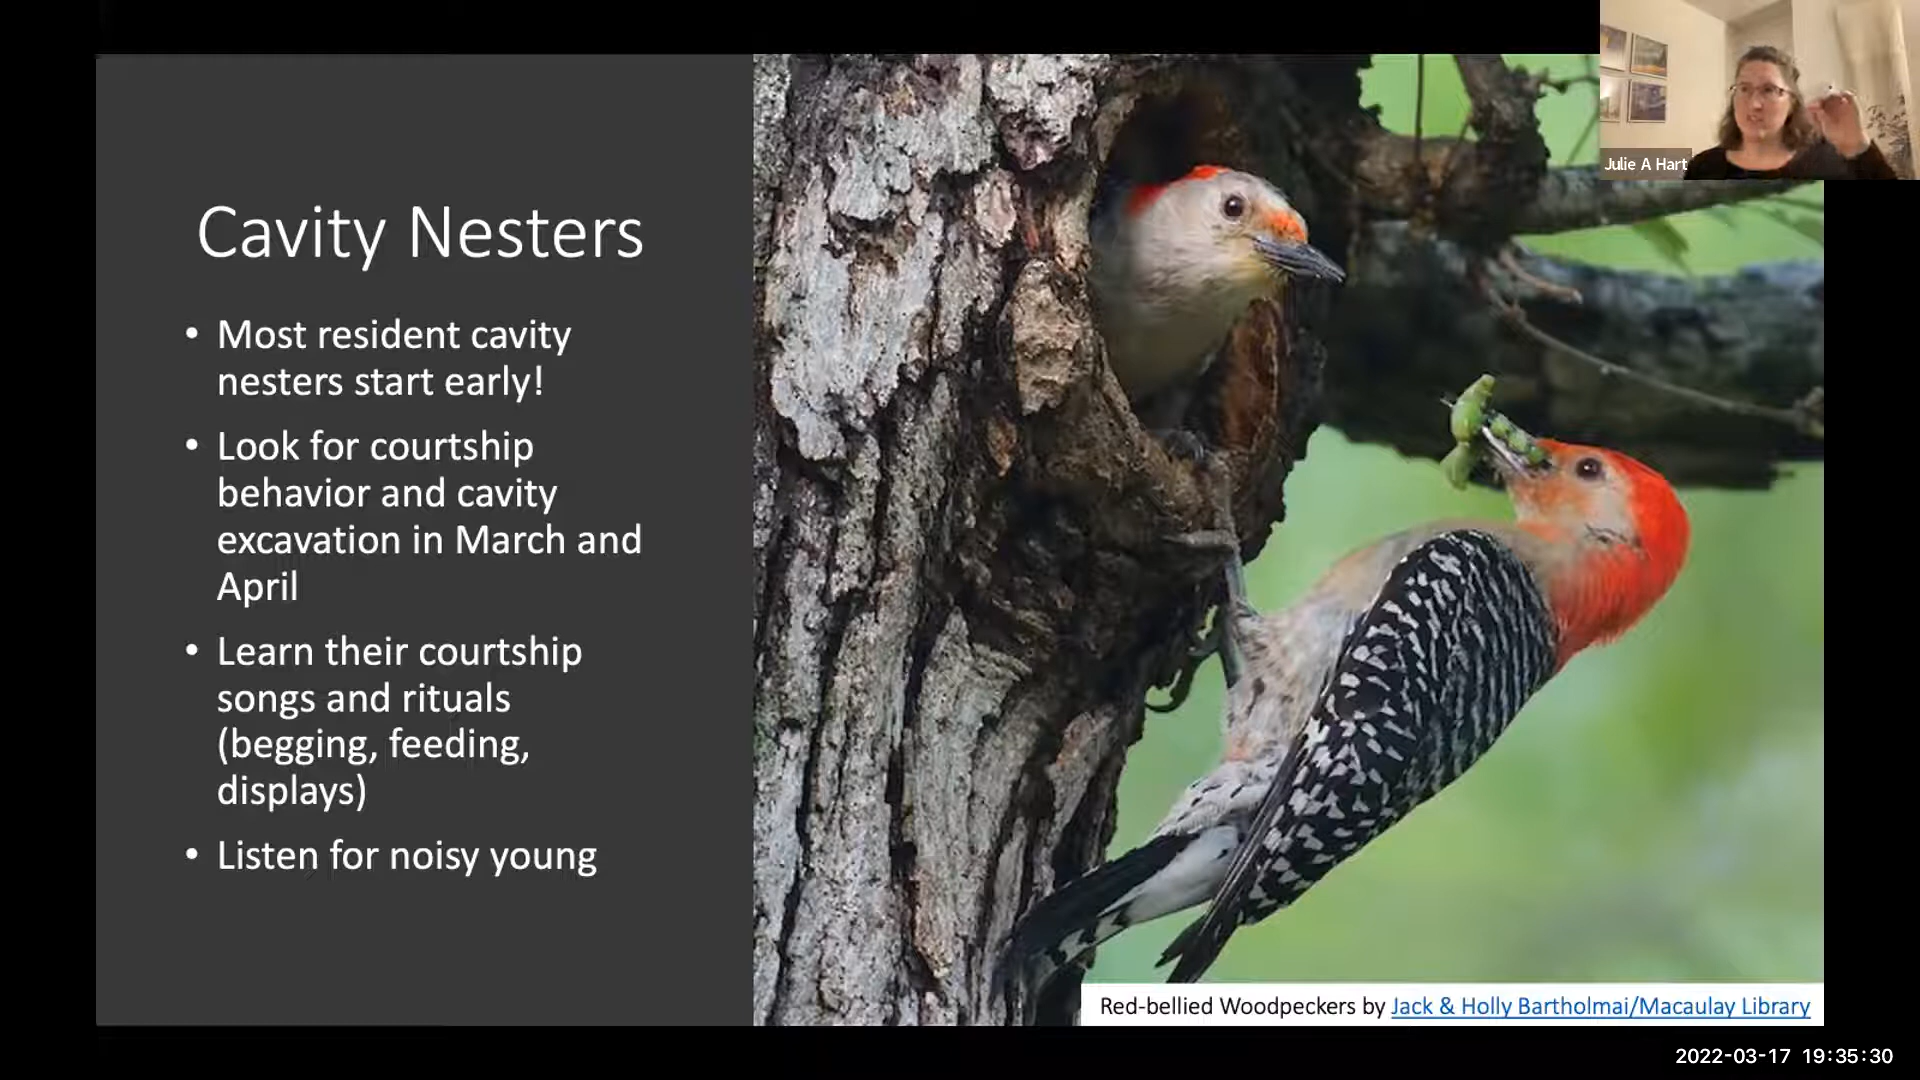 Julie A Hart
Cavity Nesters
• Most resident cavity
nesters start early!
• Look for courtship
behavior and cavity
excavation in March and
April
• Learn their courtship
songs and rituals
(begging, feeding,
displays)
• Listen for noisy young
Red-bellied Woodpeckers by Jack & Holly Bartholmai/Macaulay Library
2022-03-17 19:35:30